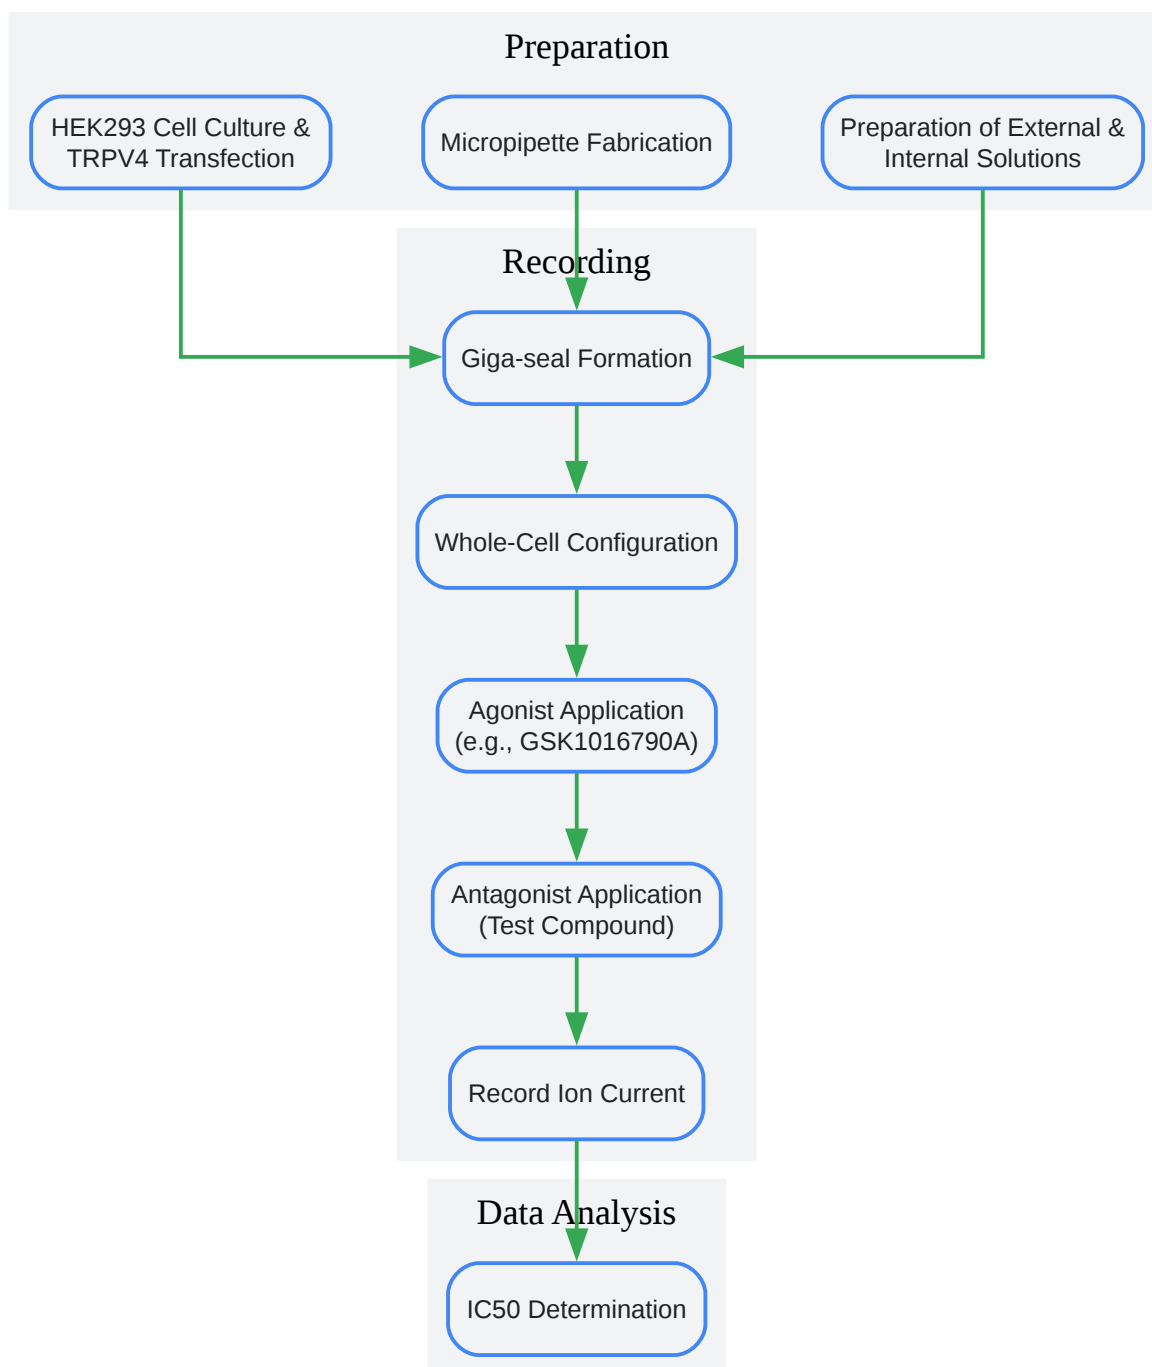 Preparation
HEK293 Cell Culture &
TRPV4 Transfection
Micropipette Fabrication
Preparation of External &
Internal Solutions
Recording
Giga-seal Formation
Whole-Cell Configuration
Agonist Application
(e.g., GSK1016790A)
Antagonist Application
(Test Compound)
Record Ion Current
Data Analysis
IC50 Determination